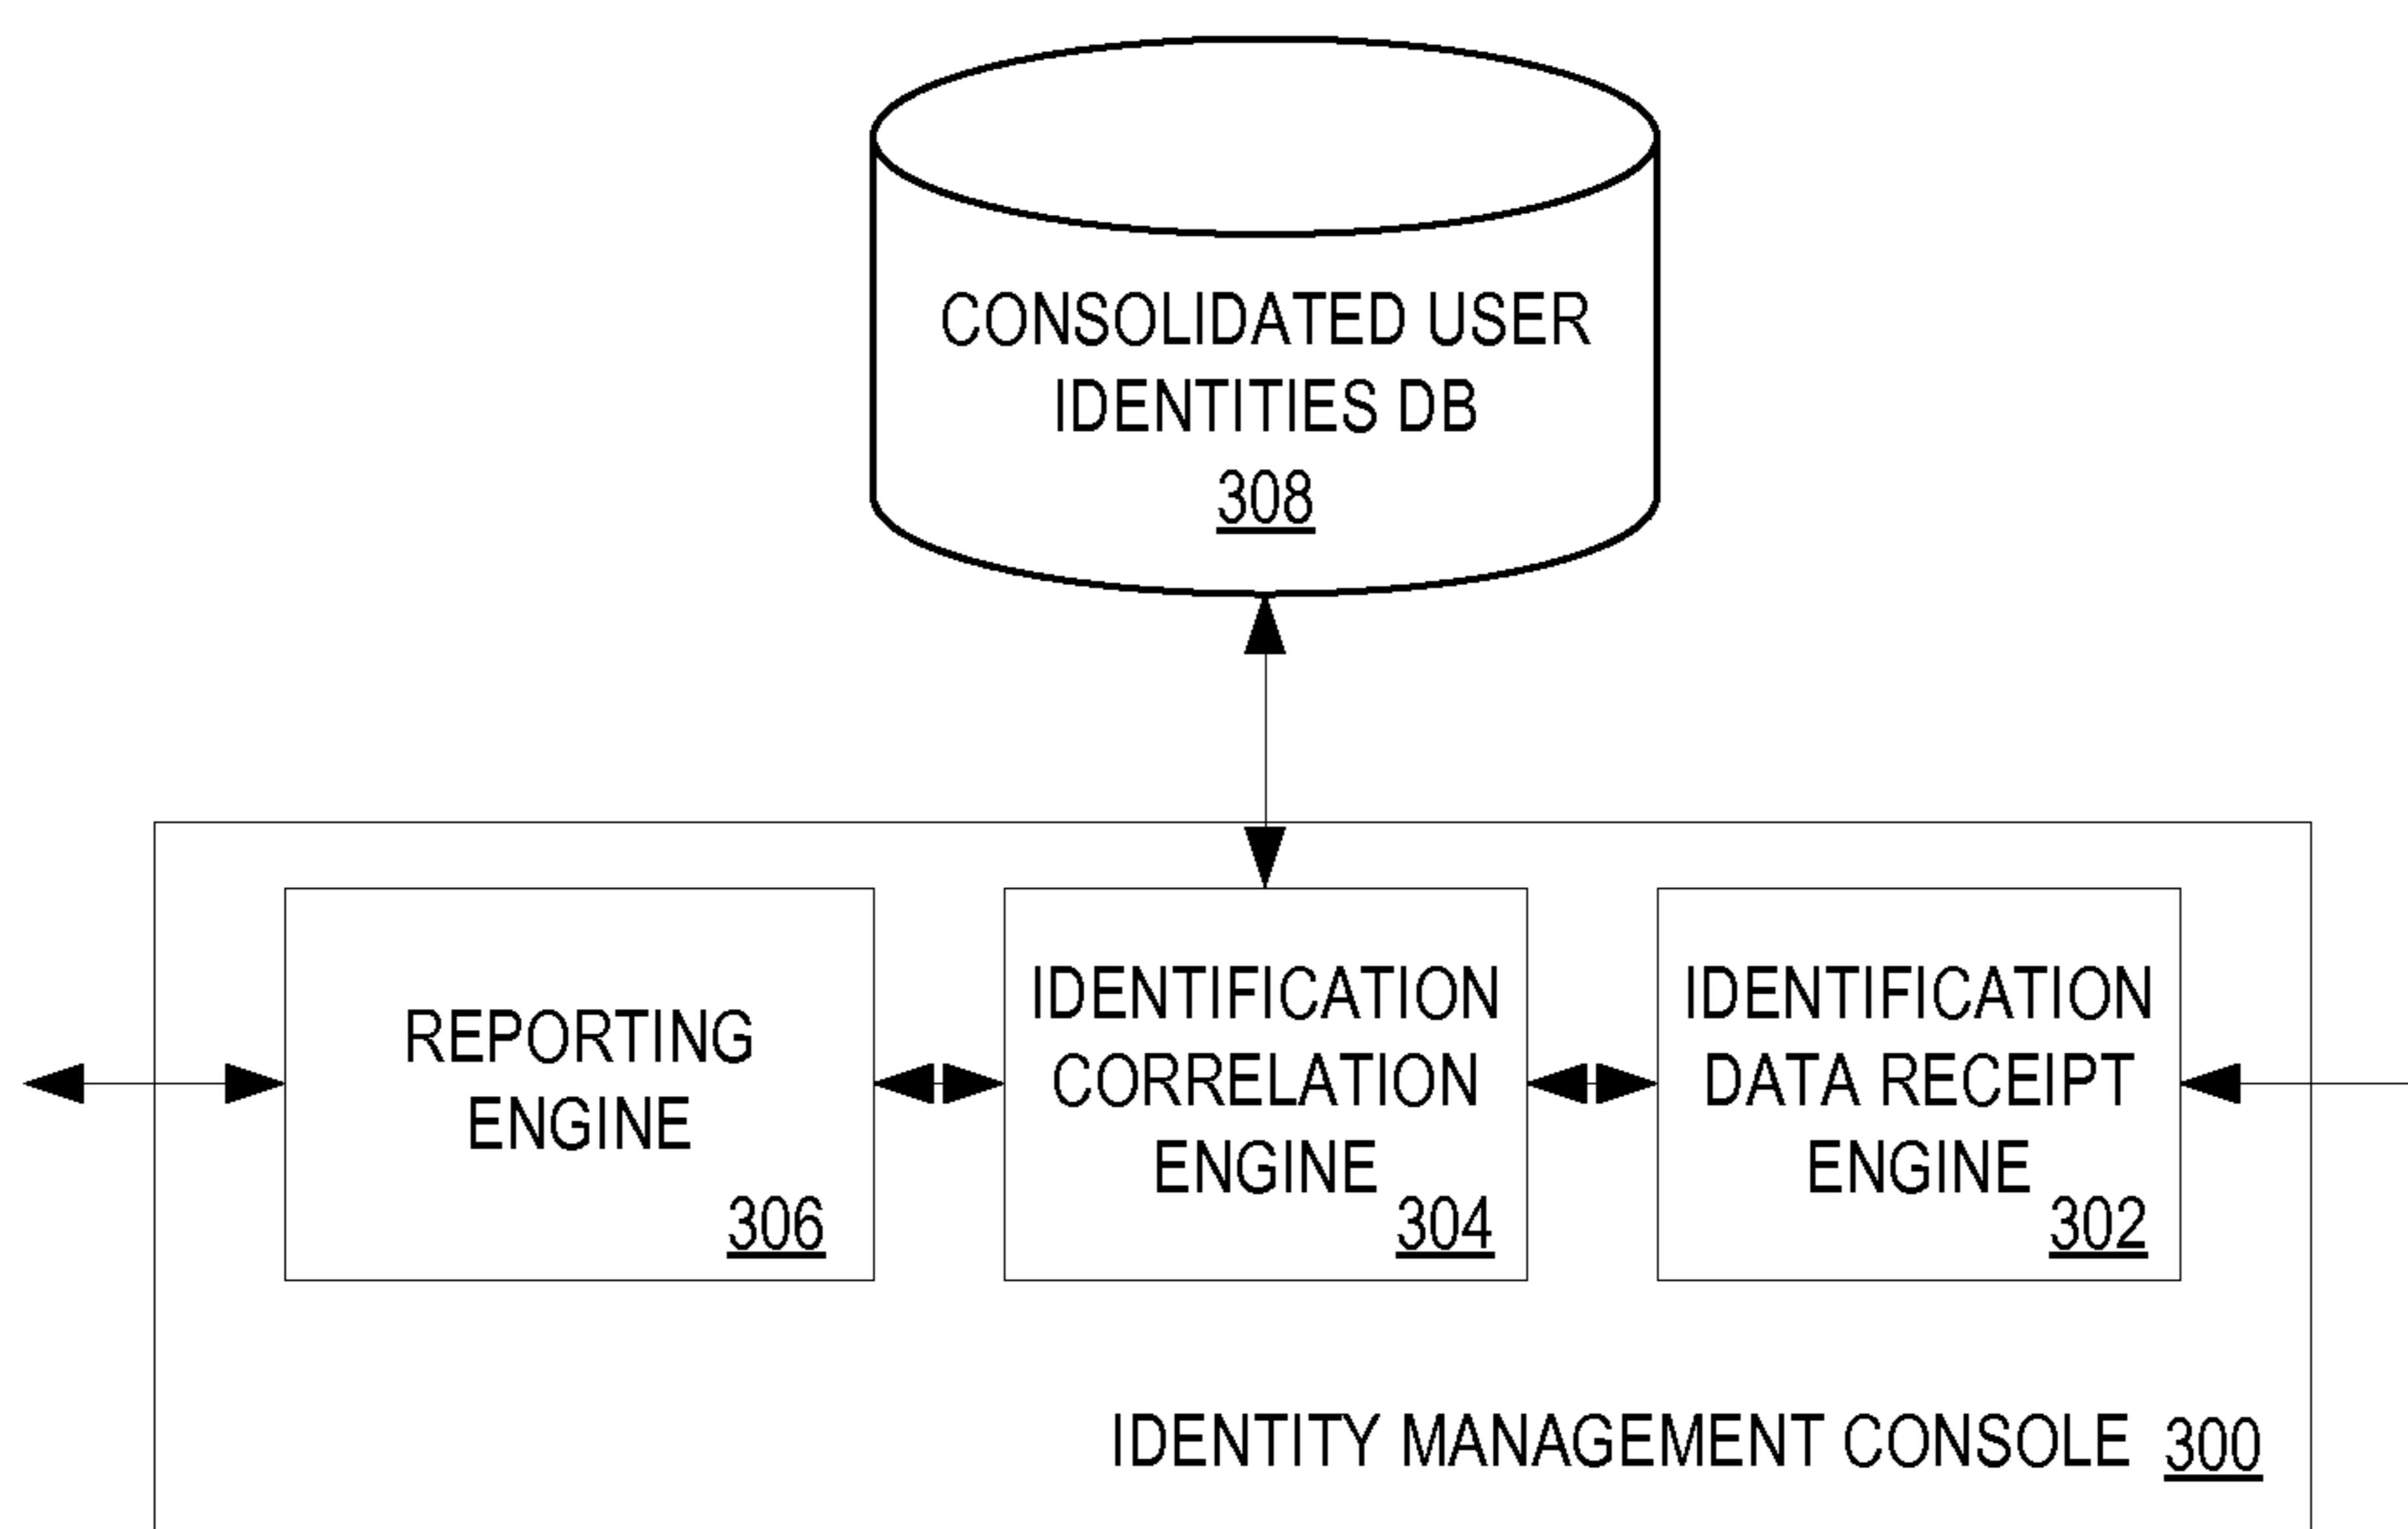 CONSOLIDATED USER
IDENTITIES DB
308
REPORTING
ENGINE
306
IDENTIFICATION
CORRELATION
ENGINE
304
IDENTIFICATION
DATA RECEIPT
ENGINE
302
IDENTITY MANAGEMENT CONSOLE 300